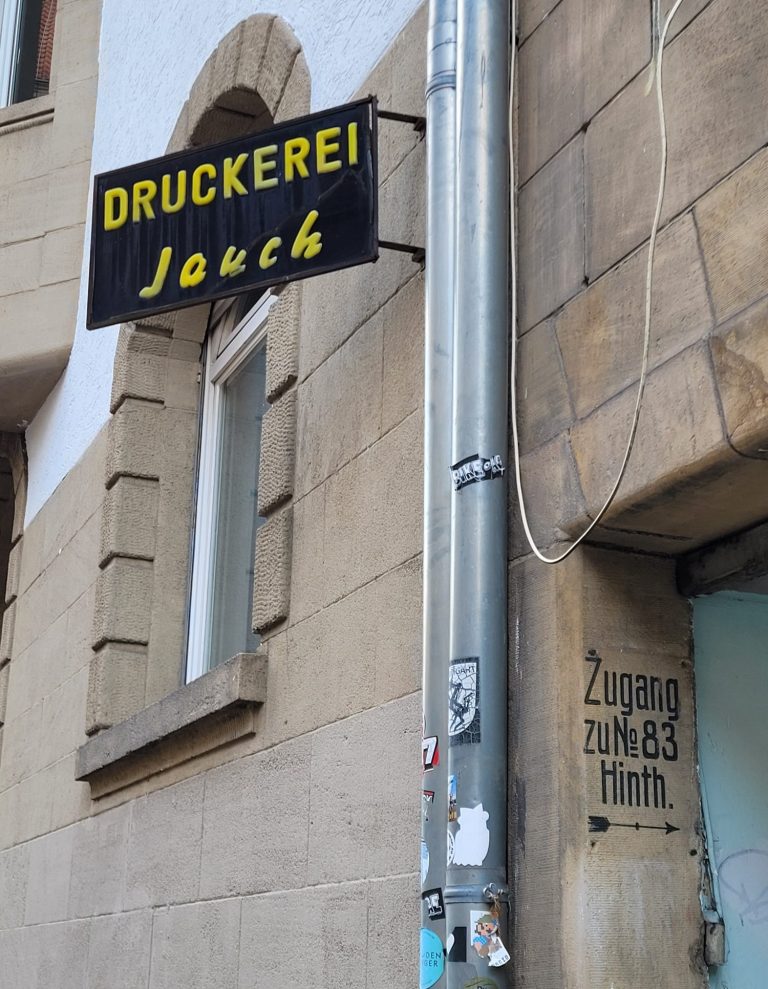 DRUCKEREI
Jauch
Zugang
zu No 83
Hinth.